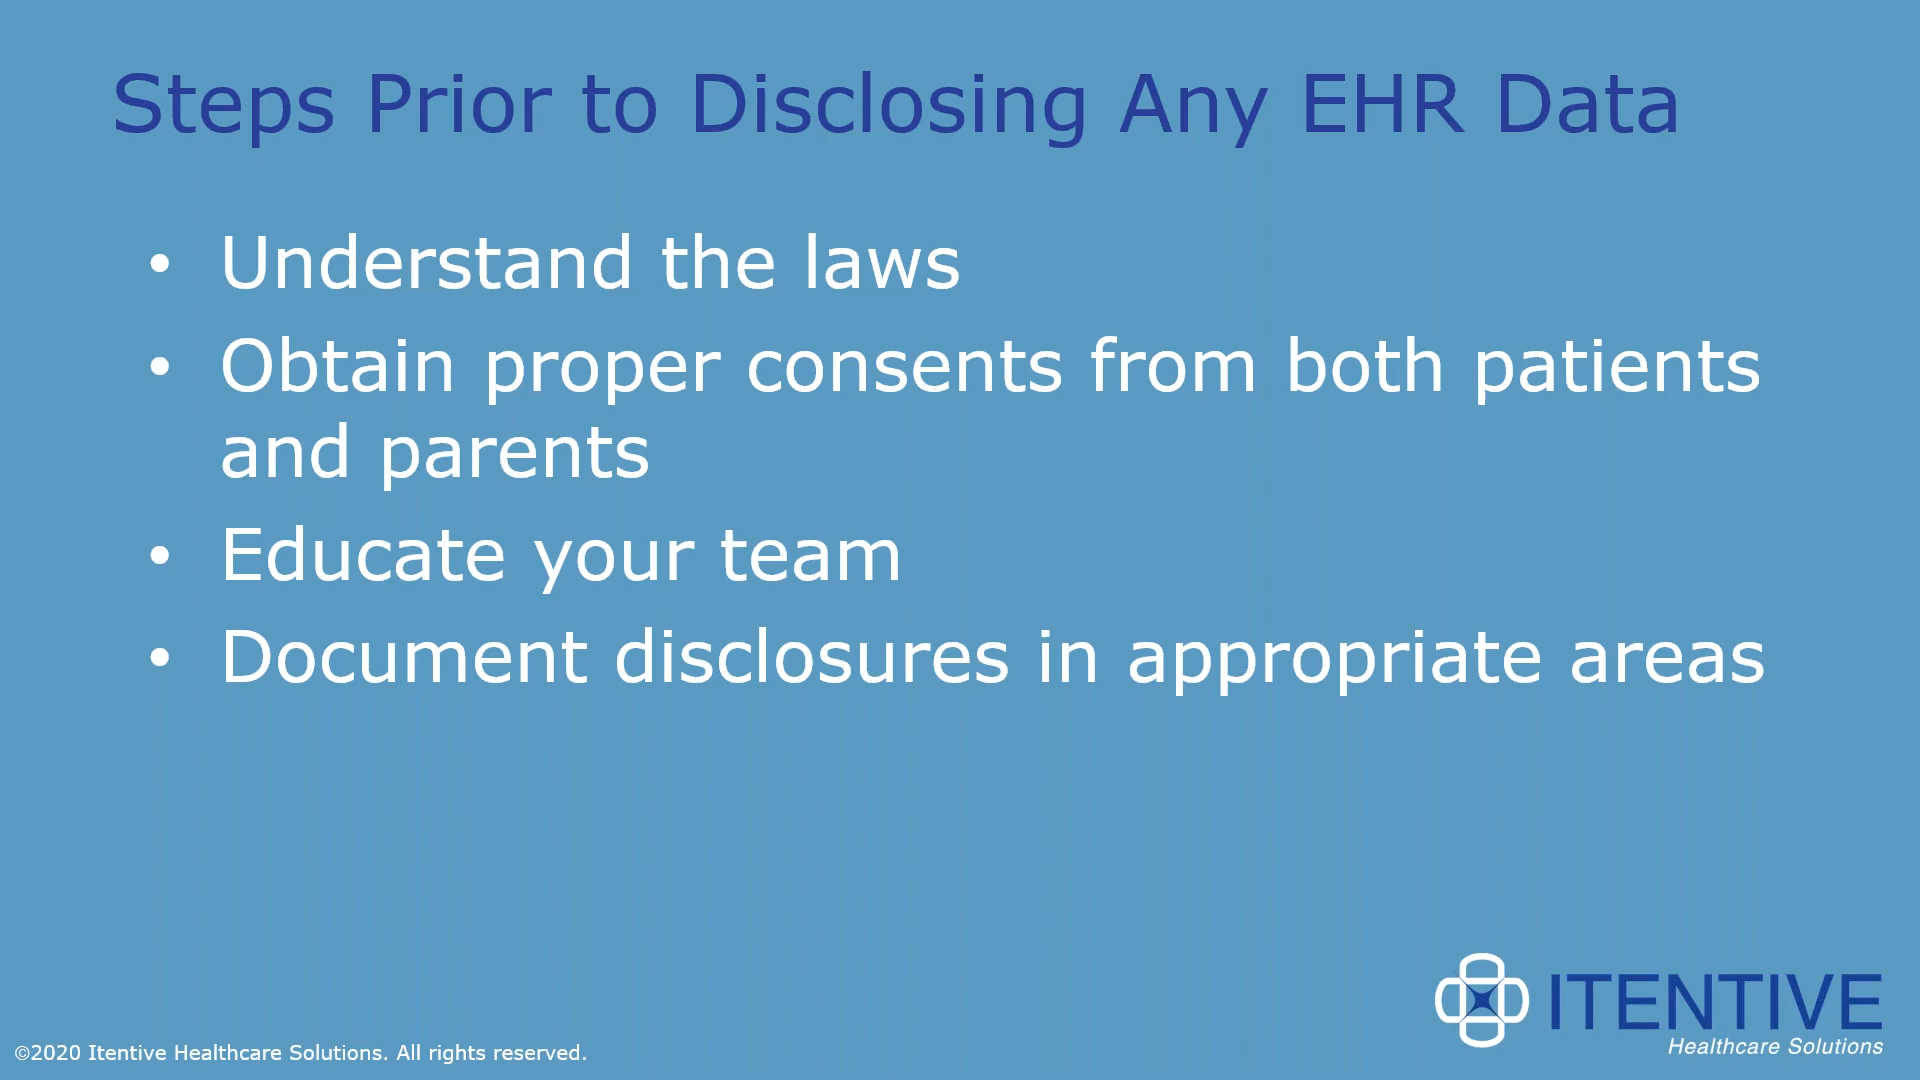 Steps Prior to Disclosing Any EHR Data
• Understand the laws
• Obtain proper consents from both patients
and parents
• Educate your team
• Document disclosures in appropriate areas
ITENTIVE
Healthcare Solutions
©2020 Itentive Healthcare Solutions. All rights reserved.